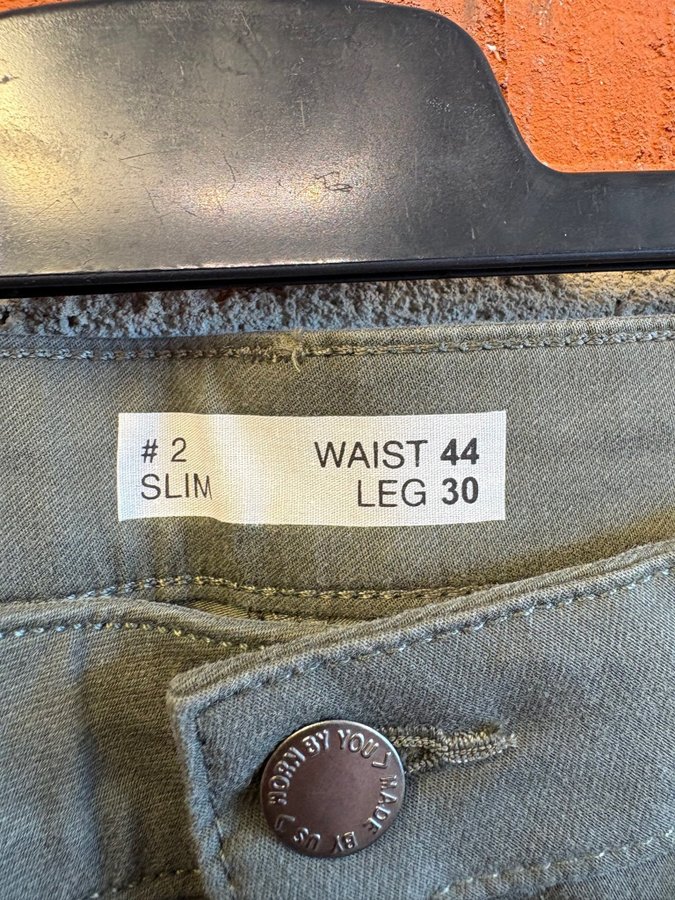 # 2 WAIST 44
SLIM LEG 30
WORN BY YOU > MADE BY US >